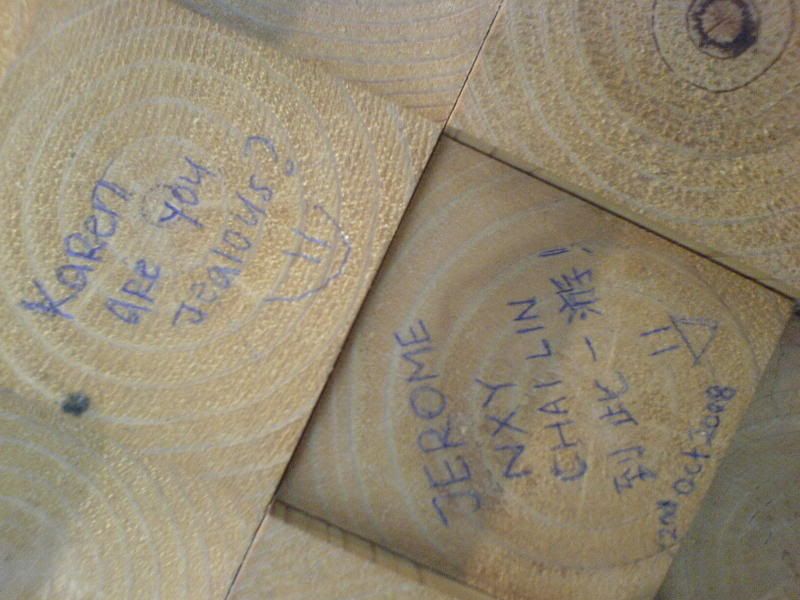 Karen
Are you
Jealous?
JEROME
NXY
CHAI LIN
到此一游!
2nd Oct 2008